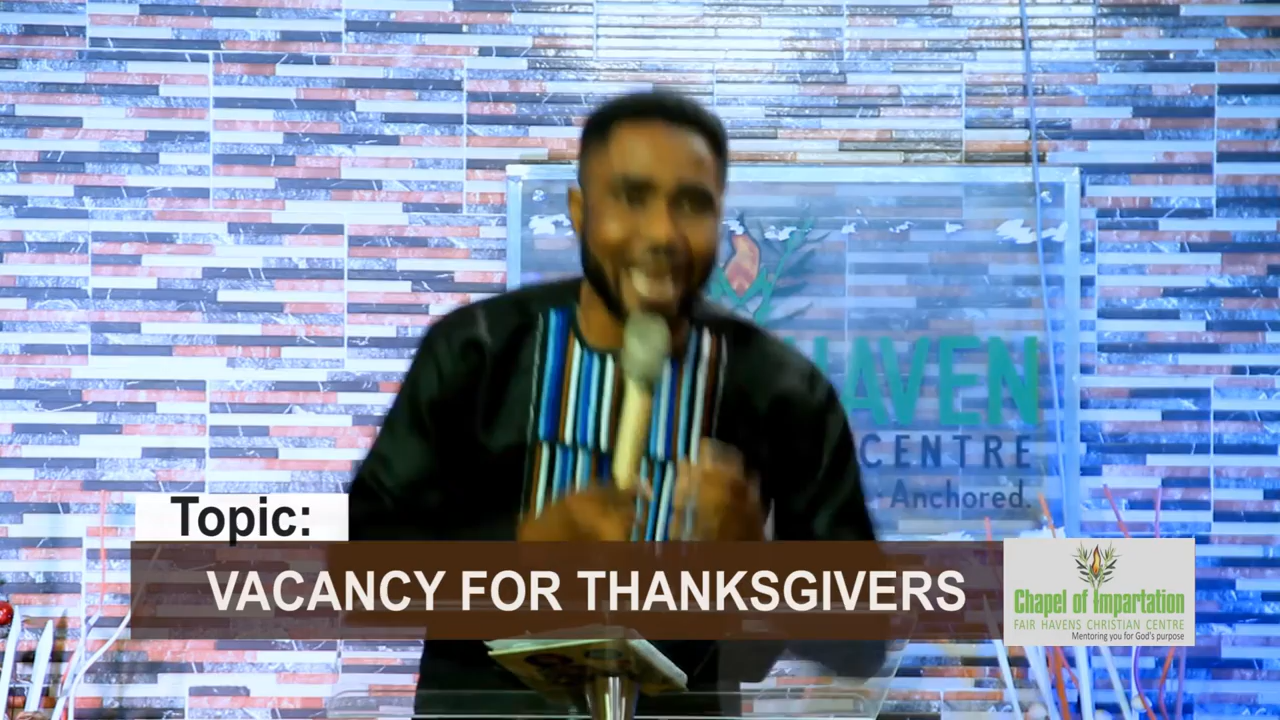 HAVEN
CENTRE
Anchored.
Topic:
VACANCY FOR THANKSGIVERS
Chapel of Impartation
FAIR HAVENS CHRISTIAN CENTRE
Mentoring you for God's purpose